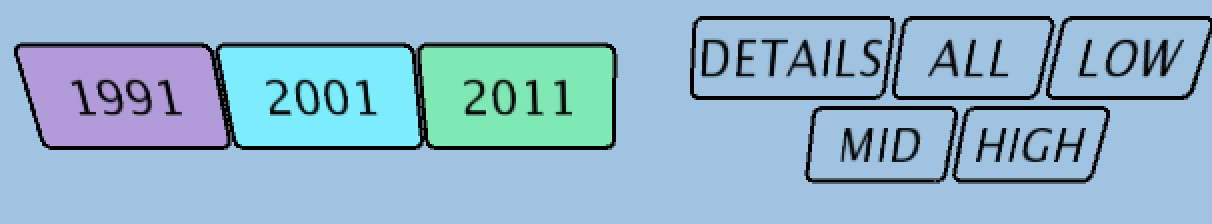 1991 2001 2011
DETAILS ALL LOW
MID HIGH